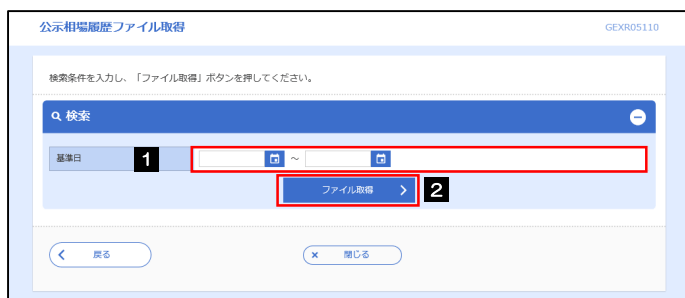 公示相場履歴ファイル取得 GEXR05110
検索条件を入力し、「ファイル取得」ボタンを押してください。
検索
基準日 1 ～
ファイル取得 2
戻る × 閉じる